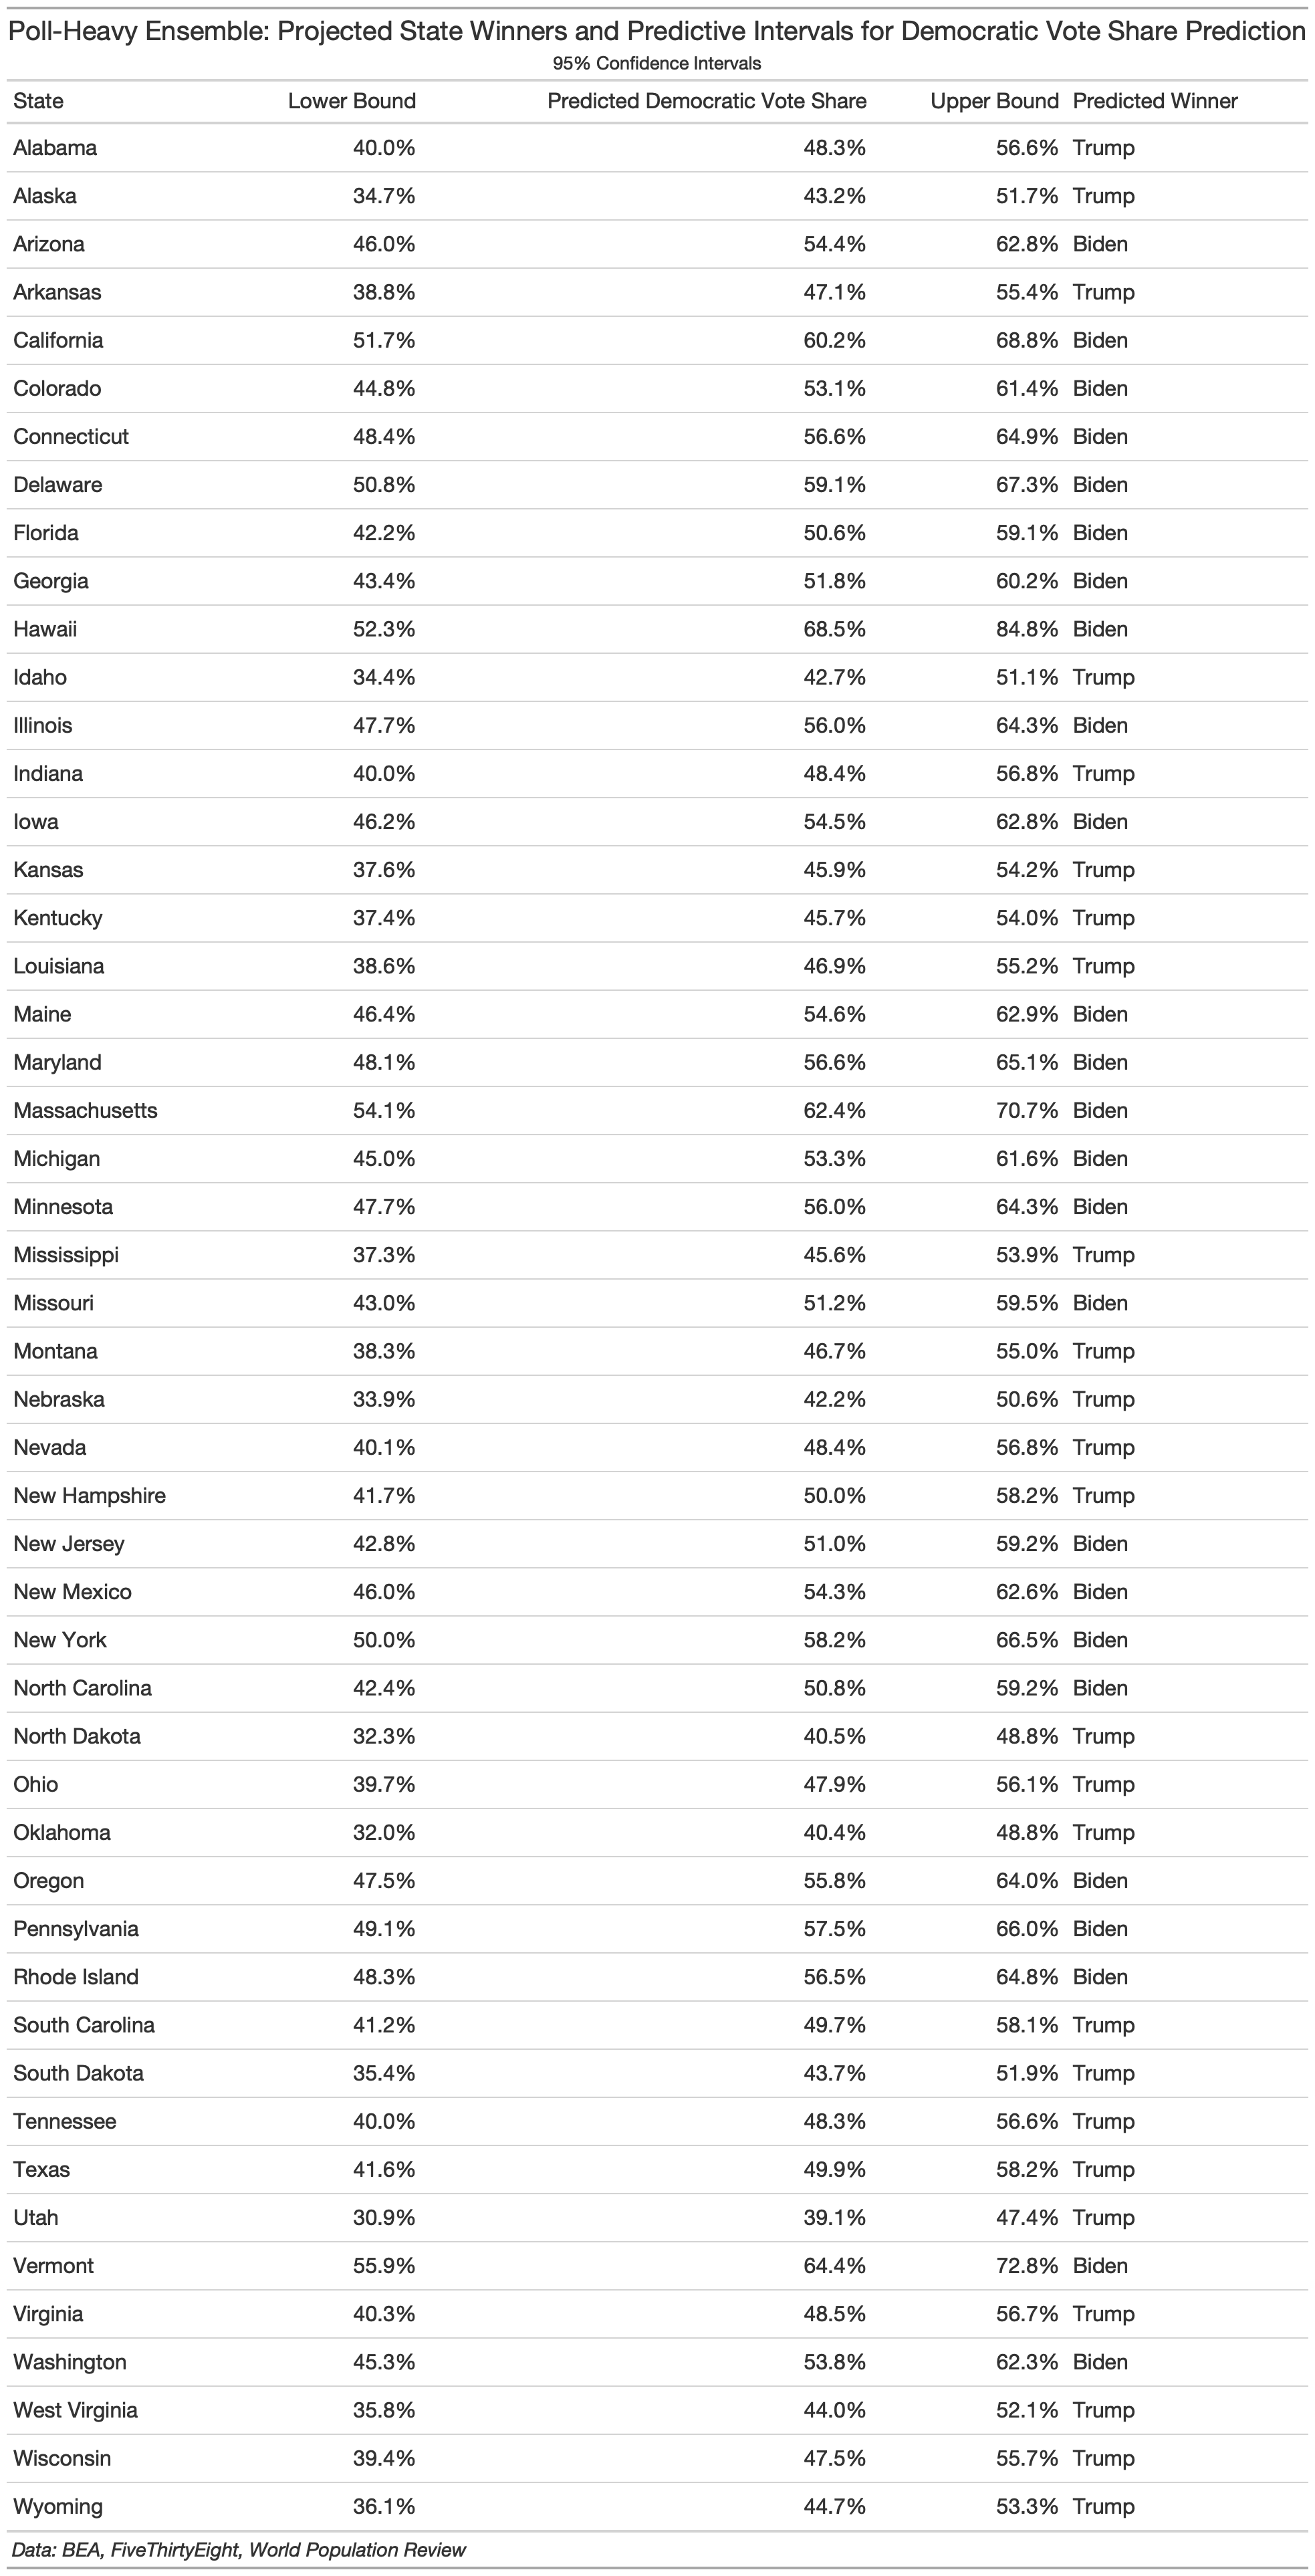 Poll-Heavy Ensemble: Projected State Winners and Predictive Intervals for Democratic Vote Share Prediction
95% Confidence Intervals
State Lower Bound Predicted Democratic Vote Share Upper Bound Predicted Winner
Alabama 40.0% 48.3% 56.6% Trump
Alaska 34.7% 43.2% 51.7% Trump
Arizona 46.0% 54.4% 62.8% Biden
Arkansas 38.8% 47.1% 55.4% Trump
California 51.7% 60.2% 68.8% Biden
Colorado 44.8% 53.1% 61.4% Biden
Connecticut 48.4% 56.6% 64.9% Biden
Delaware 50.8% 59.1% 67.3% Biden
Florida 42.2% 50.6% 59.1% Biden
Georgia 43.4% 51.8% 60.2% Biden
Hawaii 52.3% 68.5% 84.8% Biden
Idaho 34.4% 42.7% 51.1% Trump
Illinois 47.7% 56.0% 64.3% Biden
Indiana 40.0% 48.4% 56.8% Trump
Iowa 46.2% 54.5% 62.8% Biden
Kansas 37.6% 45.9% 54.2% Trump
Kentucky 37.4% 45.7% 54.0% Trump
Louisiana 38.6% 46.9% 55.2% Trump
Maine 46.4% 54.6% 62.9% Biden
Maryland 48.1% 56.6% 65.1% Biden
Massachusetts 54.1% 62.4% 70.7% Biden
Michigan 45.0% 53.3% 61.6% Biden
Minnesota 47.7% 56.0% 64.3% Biden
Mississippi 37.3% 45.6% 53.9% Trump
Missouri 43.0% 51.2% 59.5% Biden
Montana 38.3% 46.7% 55.0% Trump
Nebraska 33.9% 42.2% 50.6% Trump
Nevada 40.1% 48.4% 56.8% Trump
New Hampshire 41.7% 50.0% 58.2% Trump
New Jersey 42.8% 51.0% 59.2% Biden
New Mexico 46.0% 54.3% 62.6% Biden
New York 50.0% 58.2% 66.5% Biden
North Carolina 42.4% 50.8% 59.2% Biden
North Dakota 32.3% 40.5% 48.8% Trump
Ohio 39.7% 47.9% 56.1% Trump
Oklahoma 32.0% 40.4% 48.8% Trump
Oregon 47.5% 55.8% 64.0% Biden
Pennsylvania 49.1% 57.5% 66.0% Biden
Rhode Island 48.3% 56.5% 64.8% Biden
South Carolina 41.2% 49.7% 58.1% Trump
South Dakota 35.4% 43.7% 51.9% Trump
Tennessee 40.0% 48.3% 56.6% Trump
Texas 41.6% 49.9% 58.2% Trump
Utah 30.9% 39.1% 47.4% Trump
Vermont 55.9% 64.4% 72.8% Biden
Virginia 40.3% 48.5% 56.7% Trump
Washington 45.3% 53.8% 62.3% Biden
West Virginia 35.8% 44.0% 52.1% Trump
Wisconsin 39.4% 47.5% 55.7% Trump
Wyoming 36.1% 44.7% 53.3% Trump
Data: BEA, FiveThirtyEight, World Population Review